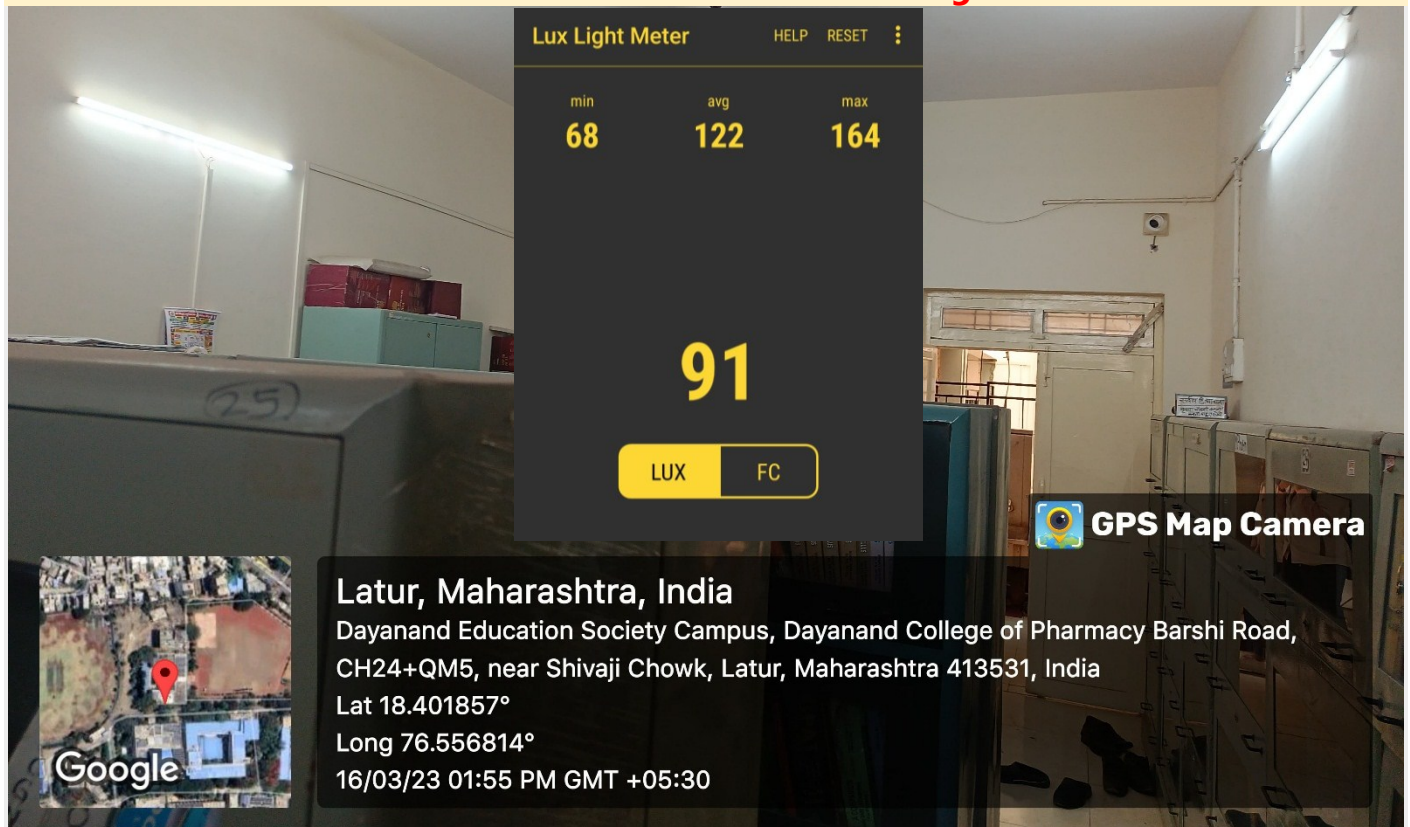 Lux Light Meter HELP RESET
min avg max
68 122 164
91
LUX FC
25
GPS Map Camera
Latur, Maharashtra, India
Dayanand Education Society Campus, Dayanand College of Pharmacy Barshi Road,
CH24+QM5, near Shivaji Chowk, Latur, Maharashtra 413531, India
Lat 18.401857°
Long 76.556814°
16/03/23 01:55 PM GMT +05:30
Google